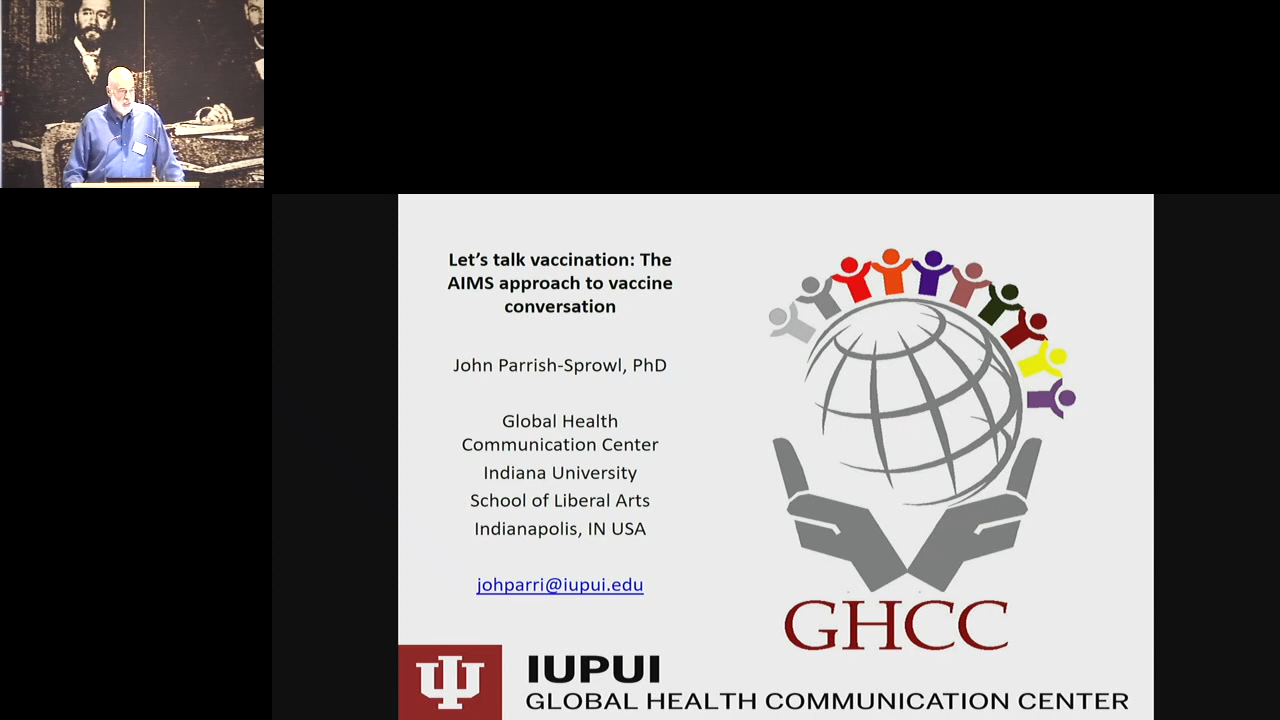 Let's talk vaccination: The
AIMS approach to vaccine
conversation
John Parrish-Sprowl, PhD
Global Health
Communication Center
Indiana University
School of Liberal Arts
Indianapolis, IN USA
johparri@iupui.edu
GHCC
IUPUI
GLOBAL HEALTH COMMUNICATION CENTER